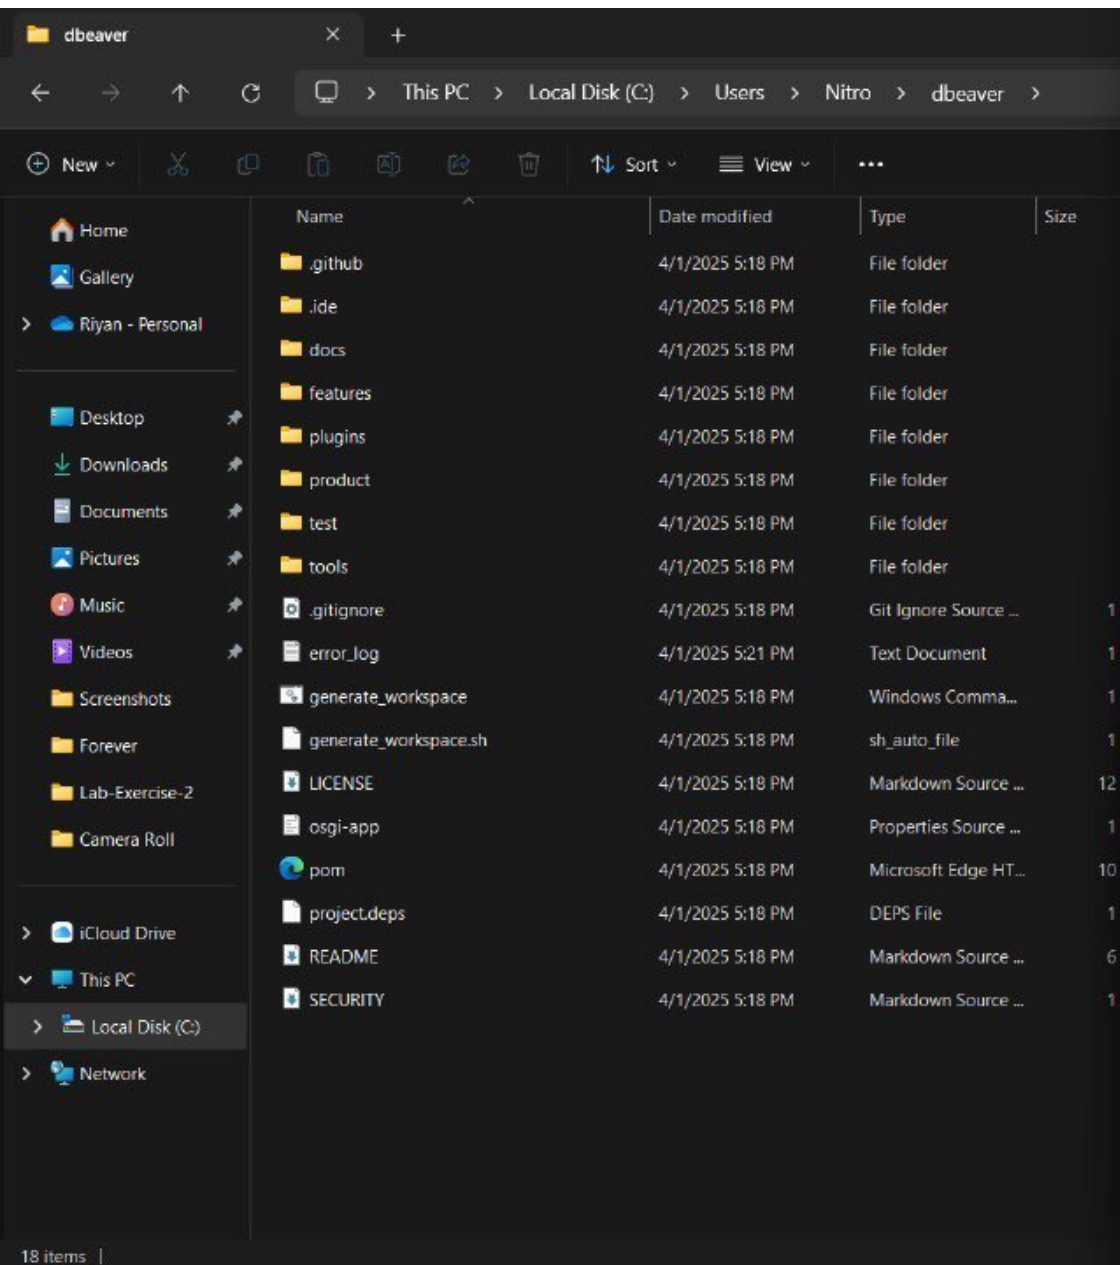 dbeaver
This PC > Local Disk (C:) > Users > Nitro > dbeaver >
New Sort View ...
Name Date modified Type Size
Home
Gallery
Riyan - Personal
Desktop
Downloads
Documents
Pictures
Music
Videos
Screenshots
Forever
Lab-Exercise-2
Camera Roll
iCloud Drive
This PC
Local Disk (C:)
Network
.github 4/1/2025 5:18 PM File folder
.ide 4/1/2025 5:18 PM File folder
docs 4/1/2025 5:18 PM File folder
features 4/1/2025 5:18 PM File folder
plugins 4/1/2025 5:18 PM File folder
product 4/1/2025 5:18 PM File folder
test 4/1/2025 5:18 PM File folder
tools 4/1/2025 5:18 PM File folder
.gitignore 4/1/2025 5:18 PM Git Ignore Source ... 1
error_log 4/1/2025 5:21 PM Text Document 1
generate_workspace 4/1/2025 5:18 PM Windows Comma... 1
generate_workspace.sh 4/1/2025 5:18 PM sh_auto_file 1
LICENSE 4/1/2025 5:18 PM Markdown Source ... 12
osgi-app 4/1/2025 5:18 PM Properties Source ... 1
pom 4/1/2025 5:18 PM Microsoft Edge HT... 10
project.deps 4/1/2025 5:18 PM DEPS File 1
README 4/1/2025 5:18 PM Markdown Source ... 6
SECURITY 4/1/2025 5:18 PM Markdown Source ... 1
18 items